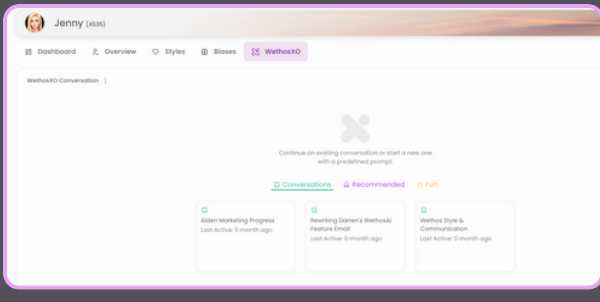 Jenny (4535)
Dashboard Overview Styles Biases WethosXO
WethosXO Conversation
Continue an existing conversation or start a new one
with a predefined prompt.
Conversations Recommended Fun
Aiden Marketing Progress
Last Active: 0 month ago
Rewriting Darren's WethosAI
Feature Email
Last Active: 0 month ago
Wethos Style &
Communication
Last Active: 0 month ago